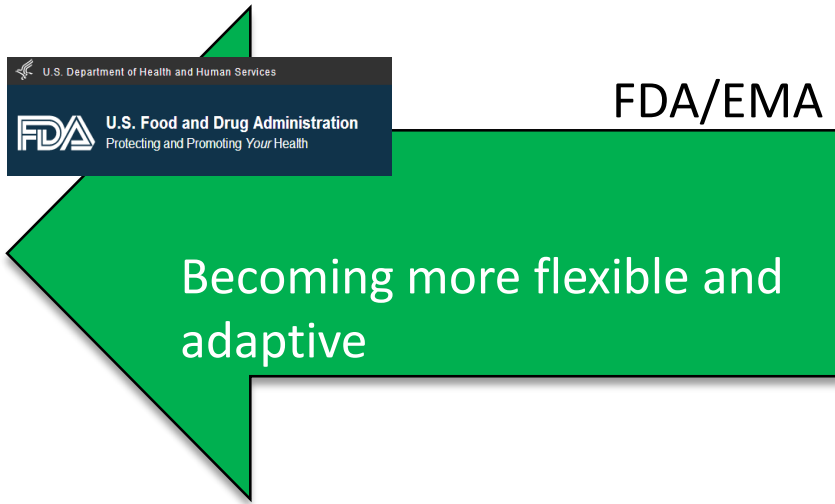 U.S. Department of Health and Human Services
FDA
U.S. Food and Drug Administration
Protecting and Promoting Your Health
FDA/EMA
Becoming more flexible and
adaptive